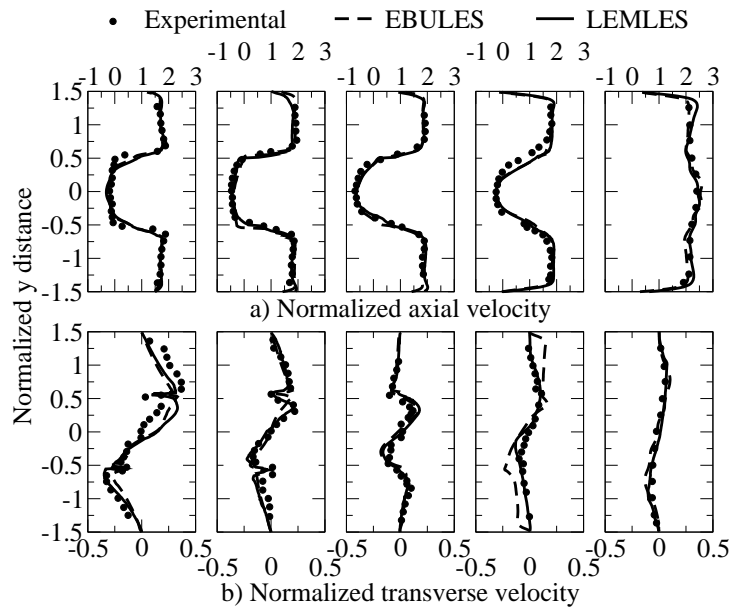 Experimental EBULES LEMLES
-1 0 1 2 3 -1 0 1 2 3 -1 0 1 2 3
1.5
1
0.5
0
-0.5
-1
-1.5
-1 0 1 2 3 -1 0 1 2 3
a) Normalized axial velocity
Normalized y distance
1.5
1
0.5
0
-0.5
-1
-1.5
-0.5 0 0.5 -0.5 0 0.5 -0.5 0 0.5
-0.5 0 0.5 -0.5 0 0.5
b) Normalized transverse velocity